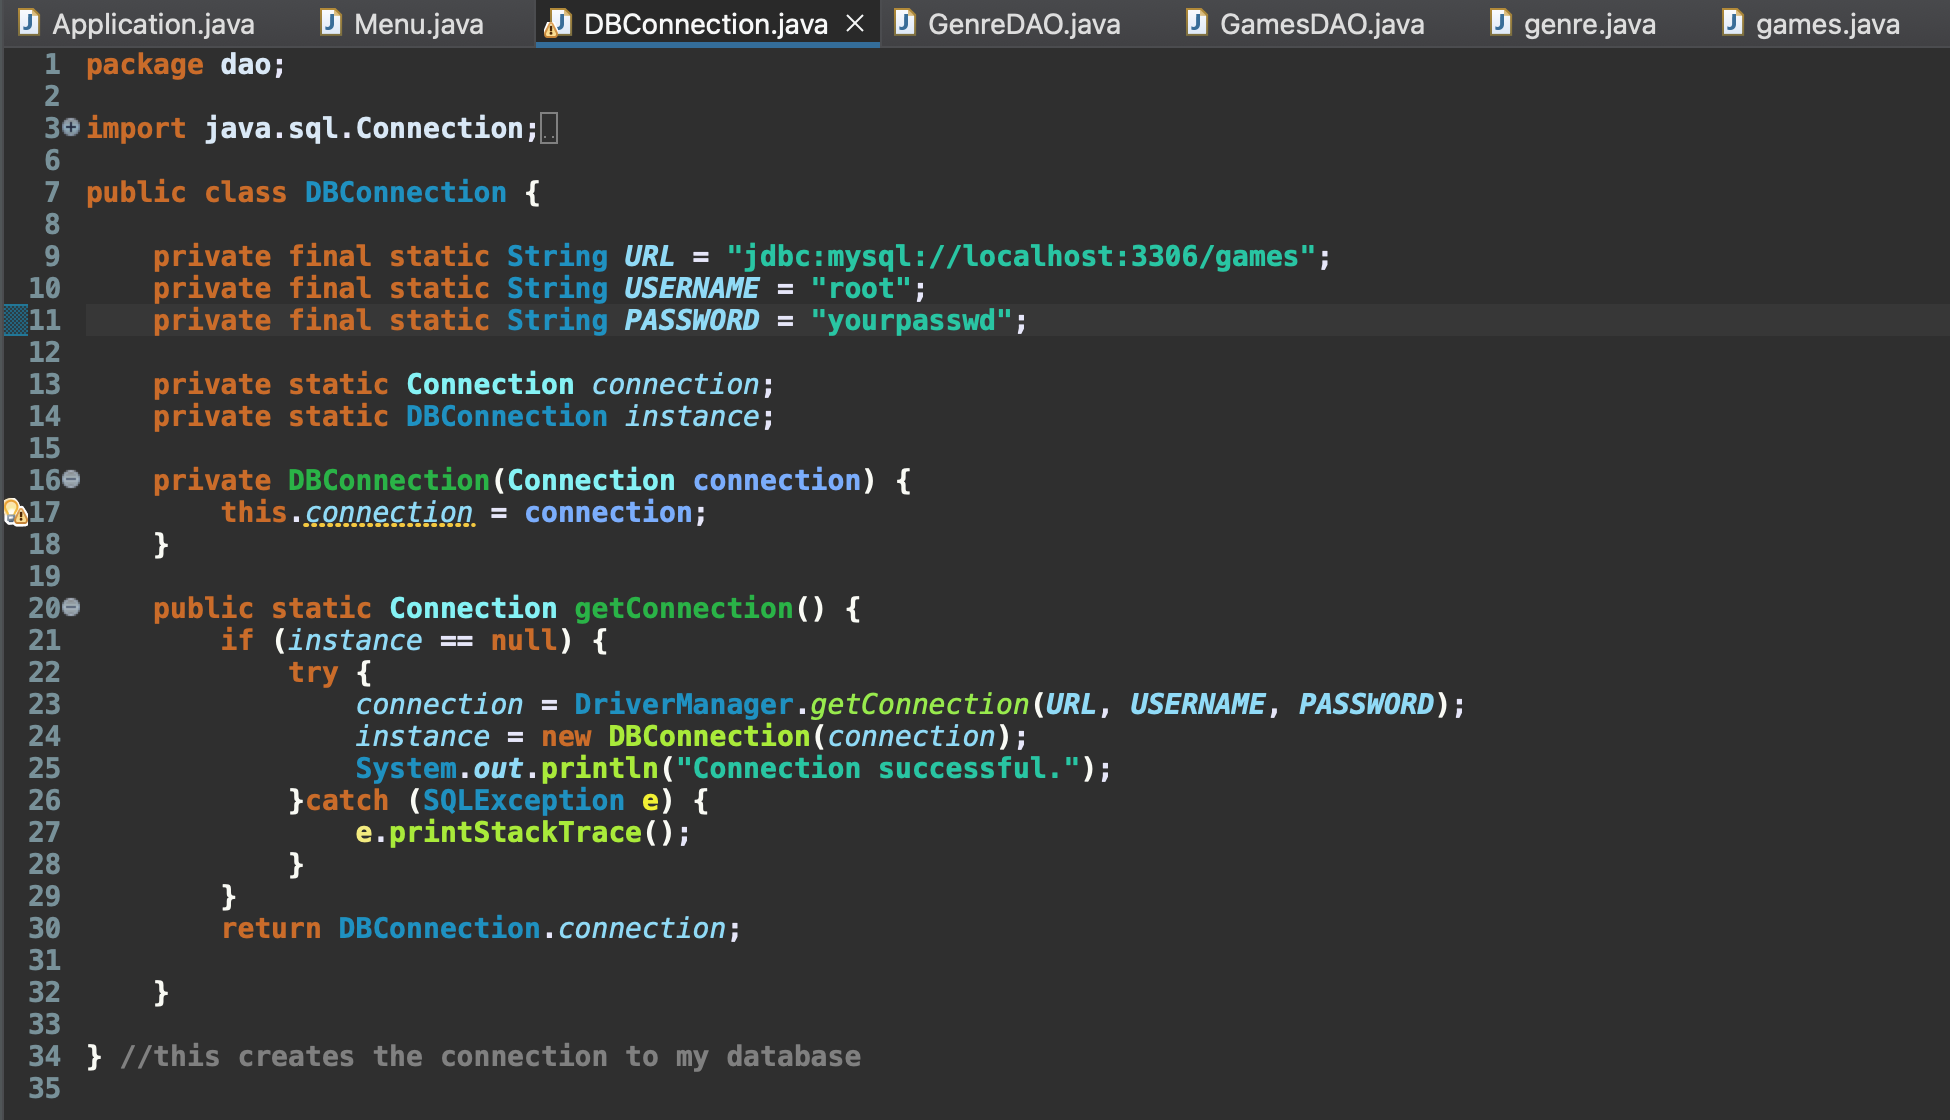 Application.java Menu.java DBConnection.java GenreDAO.java GamesDAO.java genre.java games.java
1 package dao;
2
3 import java.sql.Connection;
6
7 public class DBConnection {
8
9 private final static String URL = "jdbc:mysql://localhost:3306/games";
10 private final static String USERNAME = "root";
11 private final static String PASSWORD = "yourpasswd";
12
13 private static Connection connection;
14 private static DBConnection instance;
15
16 private DBConnection(Connection connection) {
17 this.connection = connection;
18 }
19
20 public static Connection getConnection() {
21 if (instance == null) {
22 try {
23 connection = DriverManager.getConnection(URL, USERNAME, PASSWORD);
24 instance = new DBConnection(connection);
25 System.out.println("Connection successful.");
26 }catch (SQLException e) {
27 e.printStackTrace();
28 }
29 }
30 return DBConnection.connection;
31
32 }
33
34 } //this creates the connection to my database
35